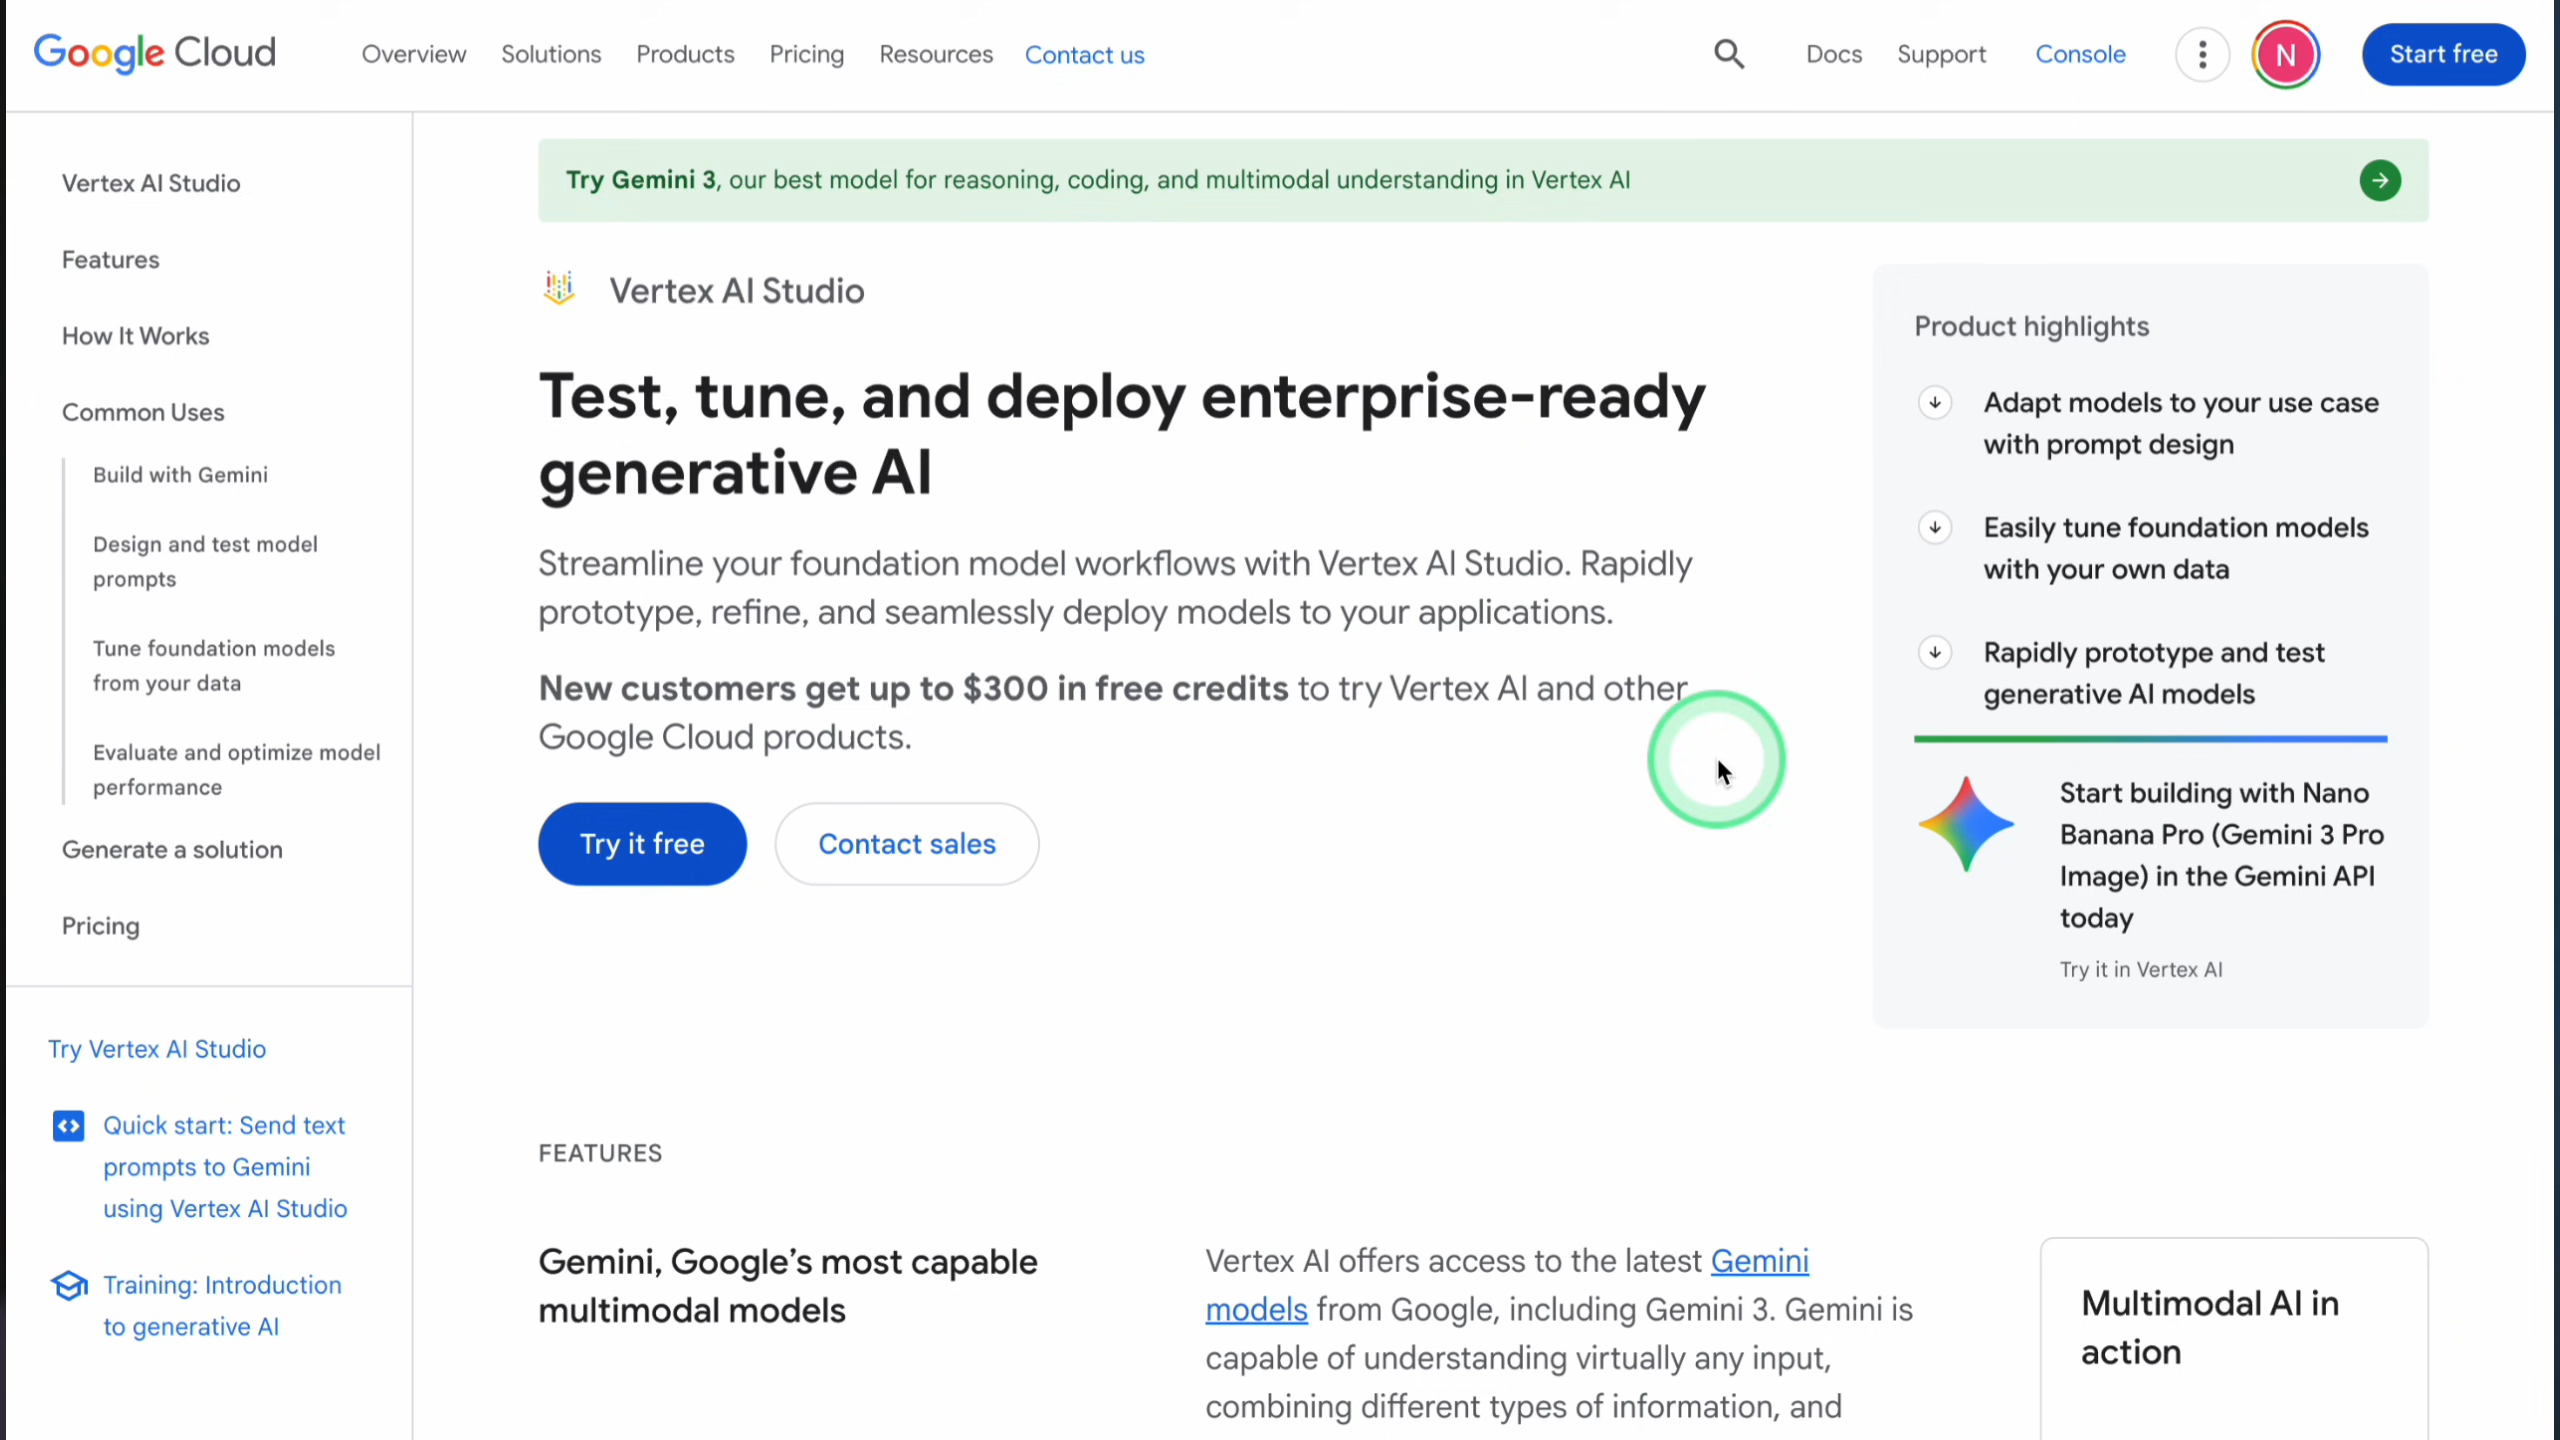 Google Cloud
Overview
Solutions
Products
Pricing
Resources
Contact us
Docs
Support
Console
N
Start free
Vertex AI Studio
Features
How It Works
Common Uses
Build with Gemini
Design and test model
prompts
Tune foundation models
from your data
Evaluate and optimize model
performance
Generate a solution
Pricing
Try Vertex AI Studio
Quick start: Send text
prompts to Gemini
using Vertex AI Studio
Training: Introduction
to generative AI
Try Gemini 3, our best model for reasoning, coding, and multimodal understanding in Vertex AI
Vertex AI Studio
Test, tune, and deploy enterprise-ready
generative AI
Streamline your foundation model workflows with Vertex AI Studio. Rapidly
prototype, refine, and seamlessly deploy models to your applications.
New customers get up to $300 in free credits to try Vertex AI and other
Google Cloud products.
Try it free
Contact sales
Product highlights
Adapt models to your use case
with prompt design
Easily tune foundation models
with your own data
Rapidly prototype and test
generative AI models
Start building with Nano
Banana Pro (Gemini 3 Pro
Image) in the Gemini API
today
Try it in Vertex AI
FEATURES
Gemini, Google’s most capable
multimodal models
Vertex AI offers access to the latest Gemini
models from Google, including Gemini 3. Gemini is
capable of understanding virtually any input,
combining different types of information, and
Multimodal AI in
action